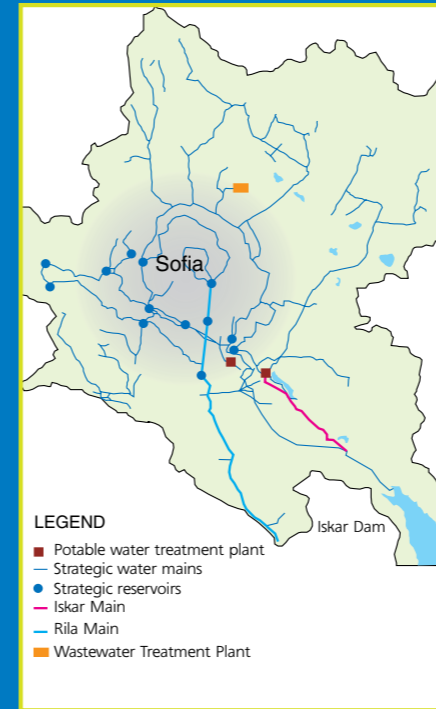 Sofia
Iskar Dam
LEGEND
Potable water treatment plant
Strategic water mains
Strategic reservoirs
Iskar Main
Rila Main
Wastewater Treatment Plant